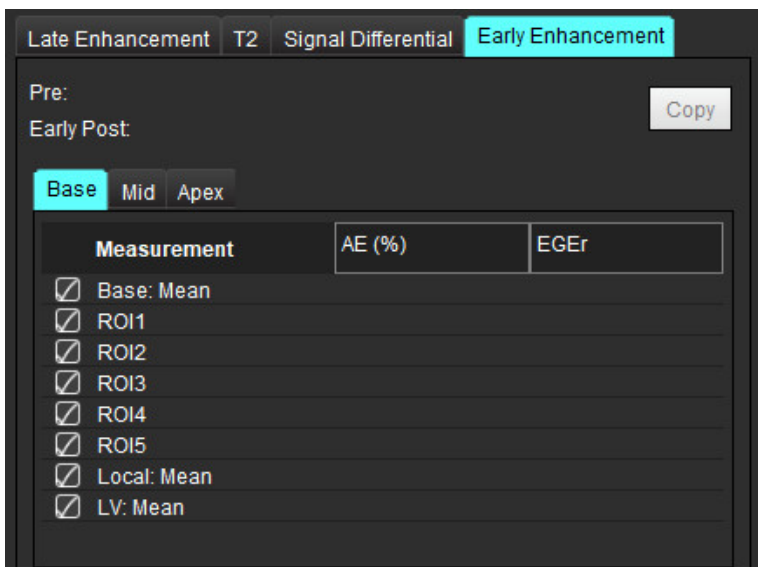 Late Enhancement T2 Signal Differential Early Enhancement
Pre:
Copy
Early Post:
Base Mid Apex
Measurement AE (%) EGEr
Base: Mean
ROI1
ROI2
ROI3
ROI4
ROI5
Local: Mean
LV: Mean